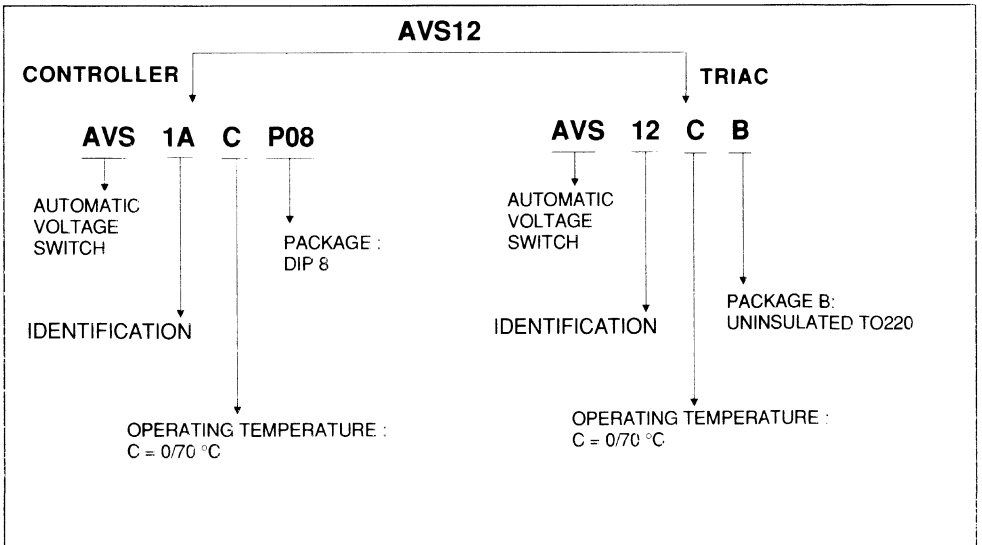 AVS12
CONTROLLER
TRIAC
AVS 1A C P08
AVS 12 C B
AUTOMATIC
VOLTAGE
SWITCH
PACKAGE :
DIP 8
IDENTIFICATION
OPERATING TEMPERATURE :
C = 0/70 °C
AUTOMATIC
VOLTAGE
SWITCH
PACKAGE B:
UNINSULATED TO220
IDENTIFICATION
OPERATING TEMPERATURE :
C = 0/70 °C